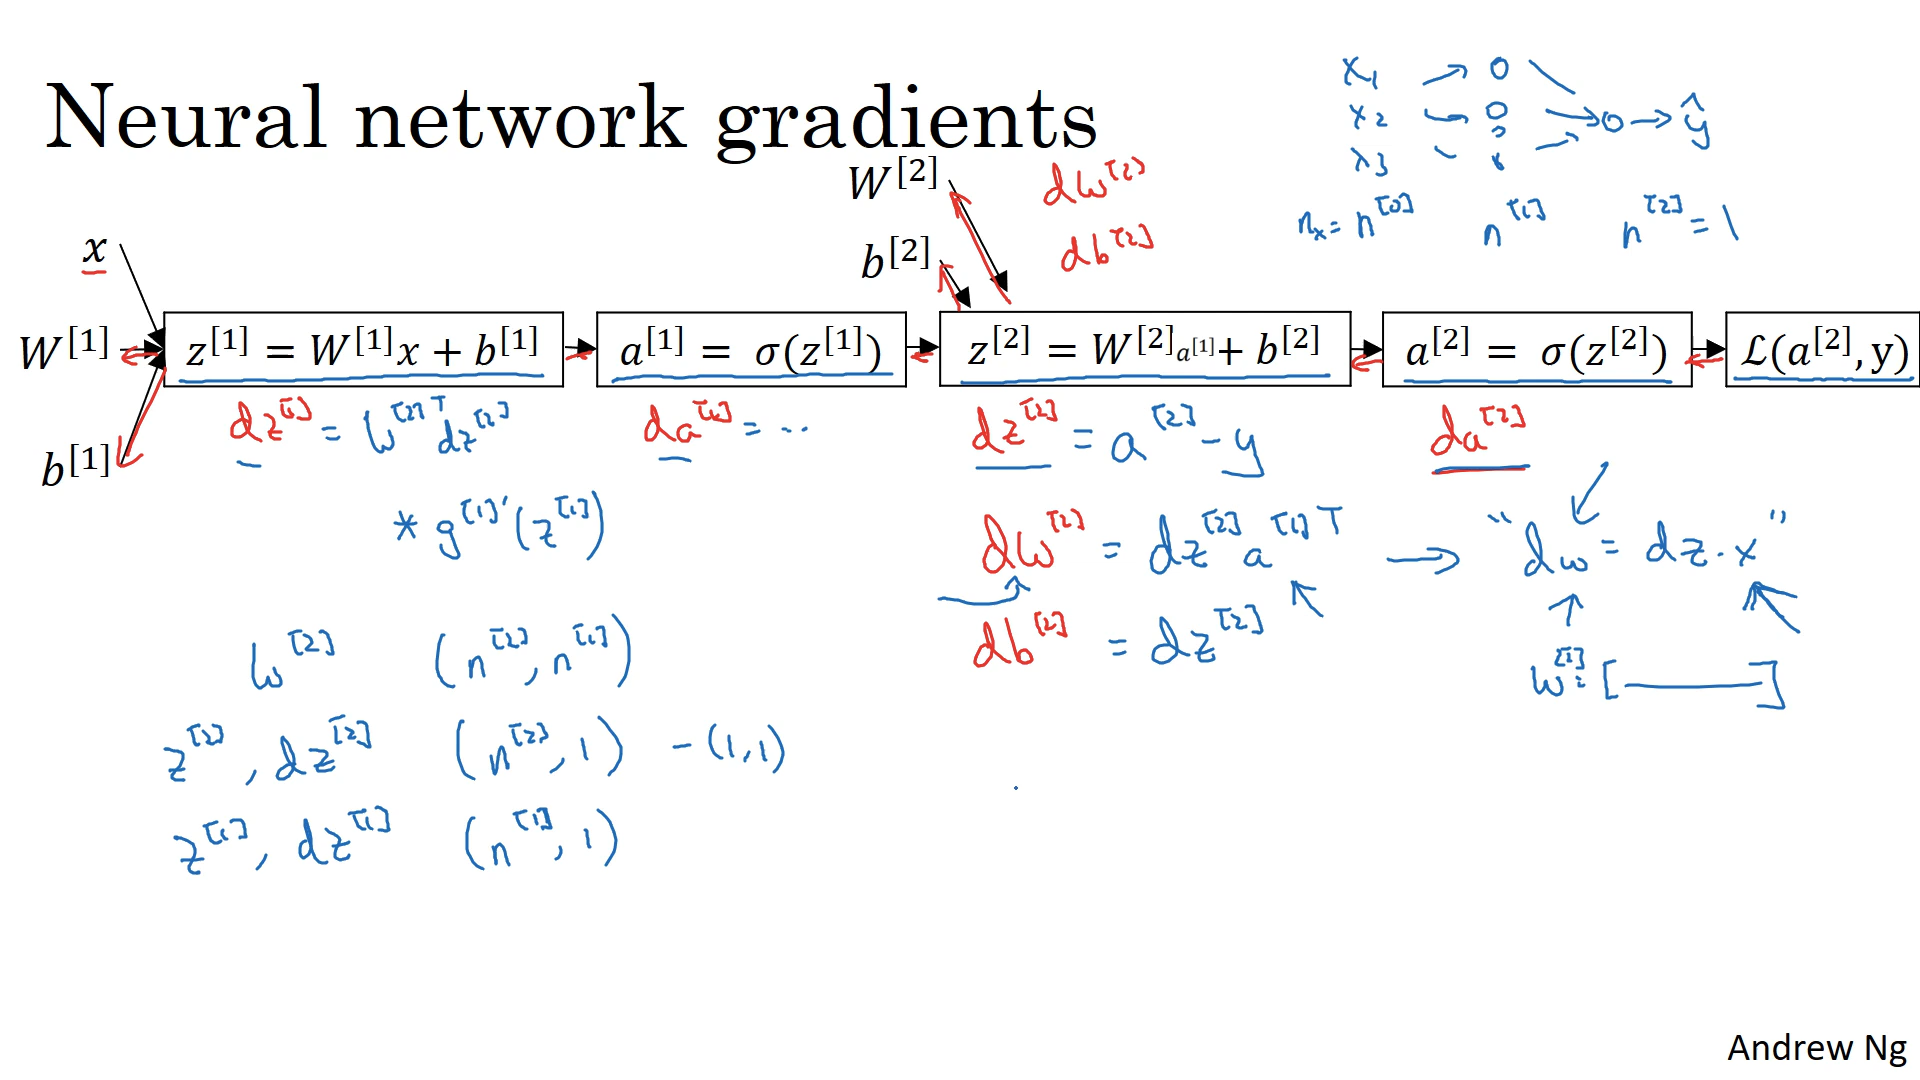 Neural network gradients
x₁ → o
x₂ o o → ŷ
x₃
nₓ = n^[0] n^[1] n^[2] = 1
W^[2] dW^[2]
b^[2] db^[2]
x
W^[1]
b^[1]
z^[1] = W^[1]x + b^[1] → a^[1] = σ(z^[1]) → z^[2] = W^[2]a^[1] + b^[2] → a^[2] = σ(z^[2]) → ℒ(a^[2], y)
dz^[1] = W^[2]T dz^[2] da^[1] = ... dz^[2] = a^[2] - y da^[2]
* g^[1]'(z^[1])
dW^[2] = dz^[2] a^[1]T → "dw = dz · x"
db^[2] = dz^[2]
W^[2] (n^[2], n^[1])
z^[2], dz^[2] (n^[2], 1) - (1,1)
z^[1], dz^[1] (n^[1], 1)
Andrew Ng